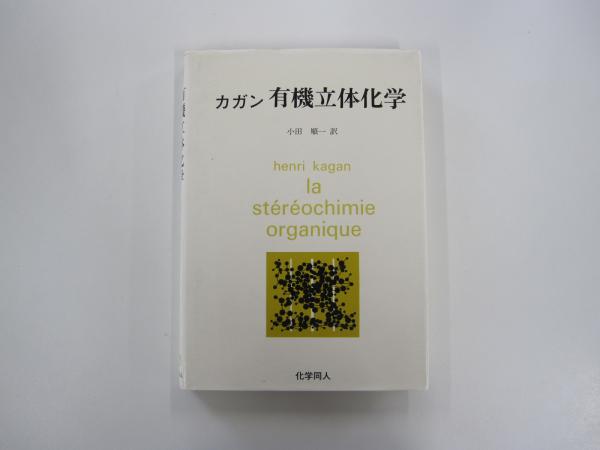 カガン 有機立体化学
小田 順一 訳
henri kagan
la
stéréochimie
organique
化学同人